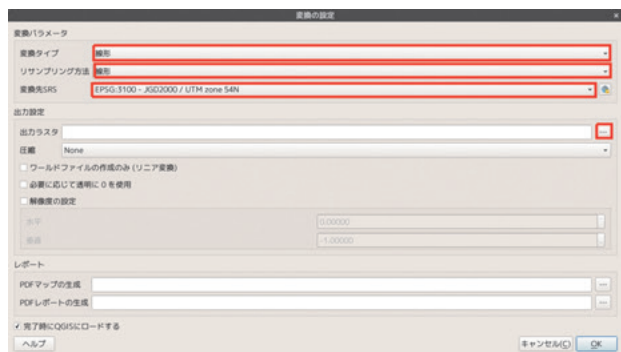 変換の設定
変換パラメータ
変換タイプ 線形
リサンプリング方法 線形
変換先SRS EPSG:3100 - JGD2000 / UTM zone 54N
出力設定
出力ラスタ ...
圧縮 None
ワールドファイルの作成のみ (リニア変換)
必要に応じて透明に 0 を使用
解像度の設定
水平 0.00000
垂直 -1.00000
レポート
PDFマップの生成 ...
PDFレポートの生成 ...
完了時にQGISにロードする
ヘルプ キャンセル(C) OK